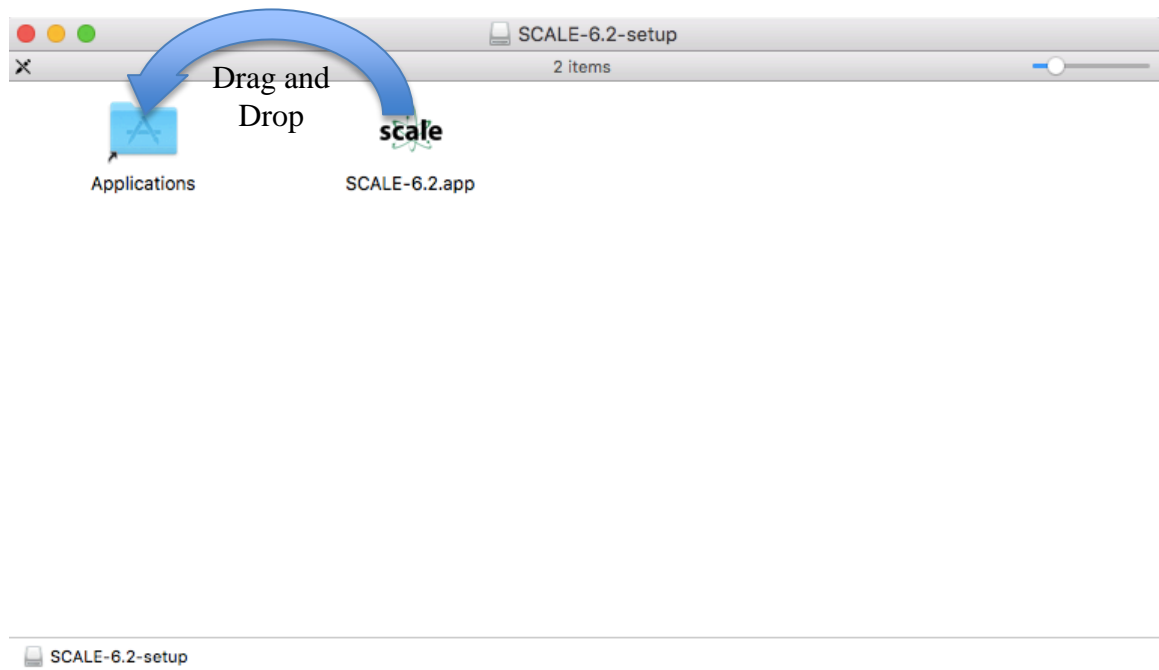 SCALE-6.2-setup
2 items
Drag and
Drop
scale
Applications
SCALE-6.2.app
SCALE-6.2-setup